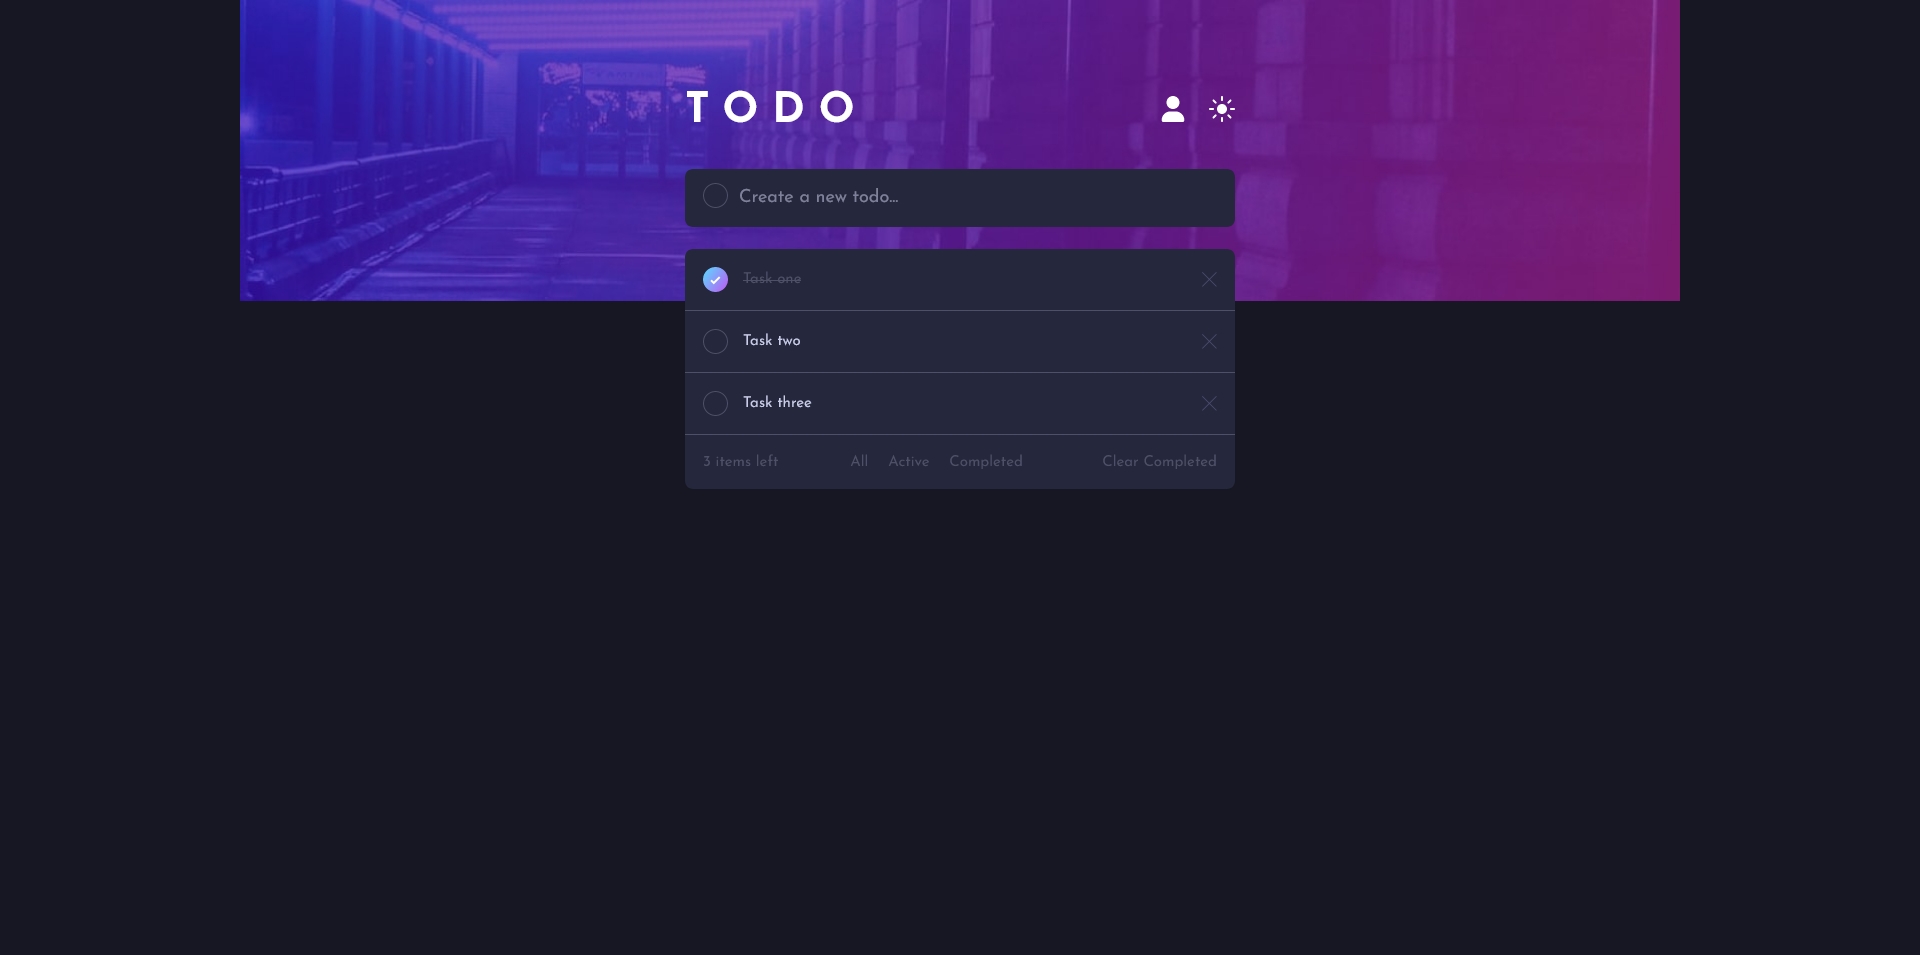 TODO
Create a new todo...
Task one
Task two
Task three
3 items left All Active Completed Clear Completed